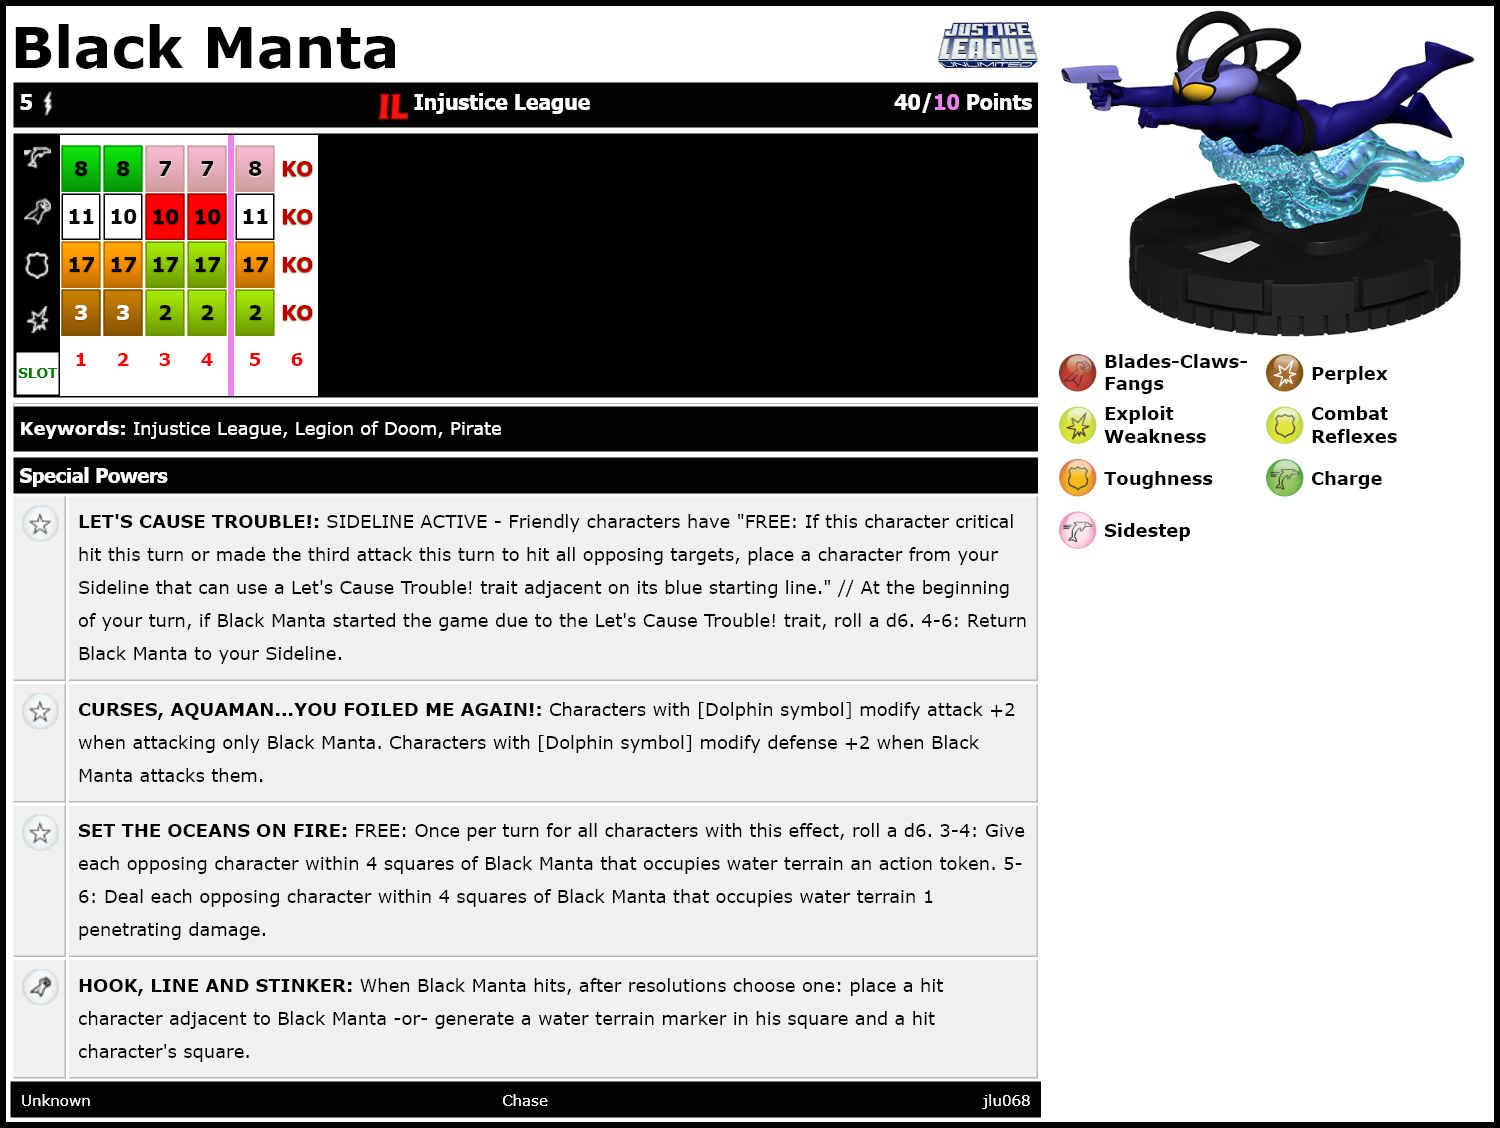 Black Manta
JUSTICE
LEAGUE
UNLIMITED
5 IL Injustice League 40/10 Points
8 8 7 7 8 KO
11 10 10 10 11 KO
17 17 17 17 17 KO
3 3 2 2 2 KO
SLOT 1 2 3 4 5 6
Keywords: Injustice League, Legion of Doom, Pirate
Special Powers
LET'S CAUSE TROUBLE!: SIDELINE ACTIVE - Friendly characters have "FREE: If this character critical
hit this turn or made the third attack this turn to hit all opposing targets, place a character from your
Sideline that can use a Let's Cause Trouble! trait adjacent on its blue starting line." // At the beginning
of your turn, if Black Manta started the game due to the Let's Cause Trouble! trait, roll a d6. 4-6: Return
Black Manta to your Sideline.
CURSES, AQUAMAN...YOU FOILED ME AGAIN!: Characters with [Dolphin symbol] modify attack +2
when attacking only Black Manta. Characters with [Dolphin symbol] modify defense +2 when Black
Manta attacks them.
SET THE OCEANS ON FIRE: FREE: Once per turn for all characters with this effect, roll a d6. 3-4: Give
each opposing character within 4 squares of Black Manta that occupies water terrain an action token. 5-
6: Deal each opposing character within 4 squares of Black Manta that occupies water terrain 1
penetrating damage.
HOOK, LINE AND STINKER: When Black Manta hits, after resolutions choose one: place a hit
character adjacent to Black Manta -or- generate a water terrain marker in his square and a hit
character's square.
Unknown Chase jlu068
Blades-Claws-
Fangs
Perplex
Exploit
Weakness
Combat
Reflexes
Toughness
Charge
Sidestep